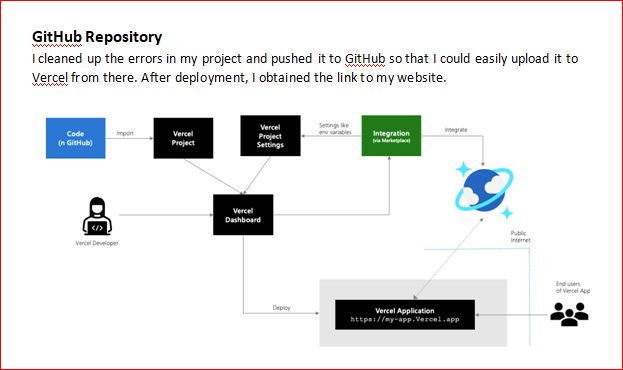 GitHub Repository
I cleaned up the errors in my project and pushed it to GitHub so that I could easily upload it to
Vercel from there. After deployment, I obtained the link to my website.
Code
(n GitHub)
Import
Vercel
Project
Vercel
Project
Settings
Settings like
env variables
Integration
(via Marketplace)
Integrate
</>
Vercel Developer
Vercel
Dashboard
Public
Internet
Deploy
Vercel Application
https://my-app.Vercel.app
End users
of Vercel App